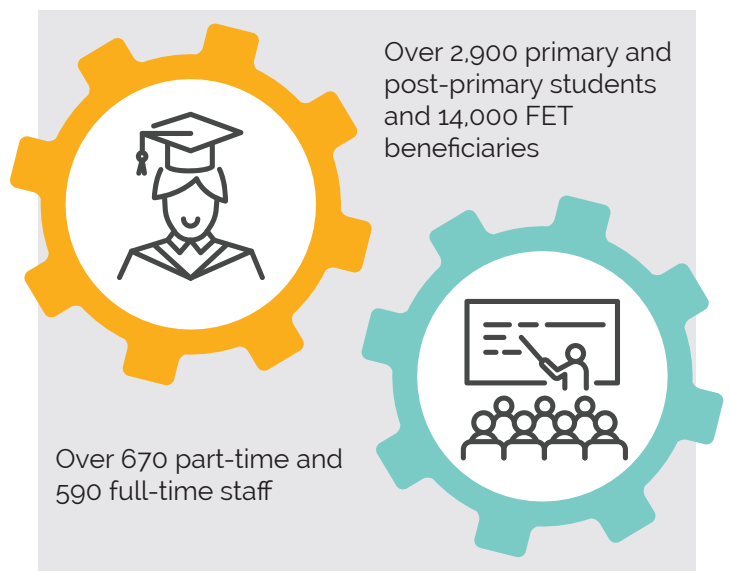 Over 2,900 primary and
post-primary students
and 14,000 FET
beneficiaries
Over 670 part-time and
590 full-time staff